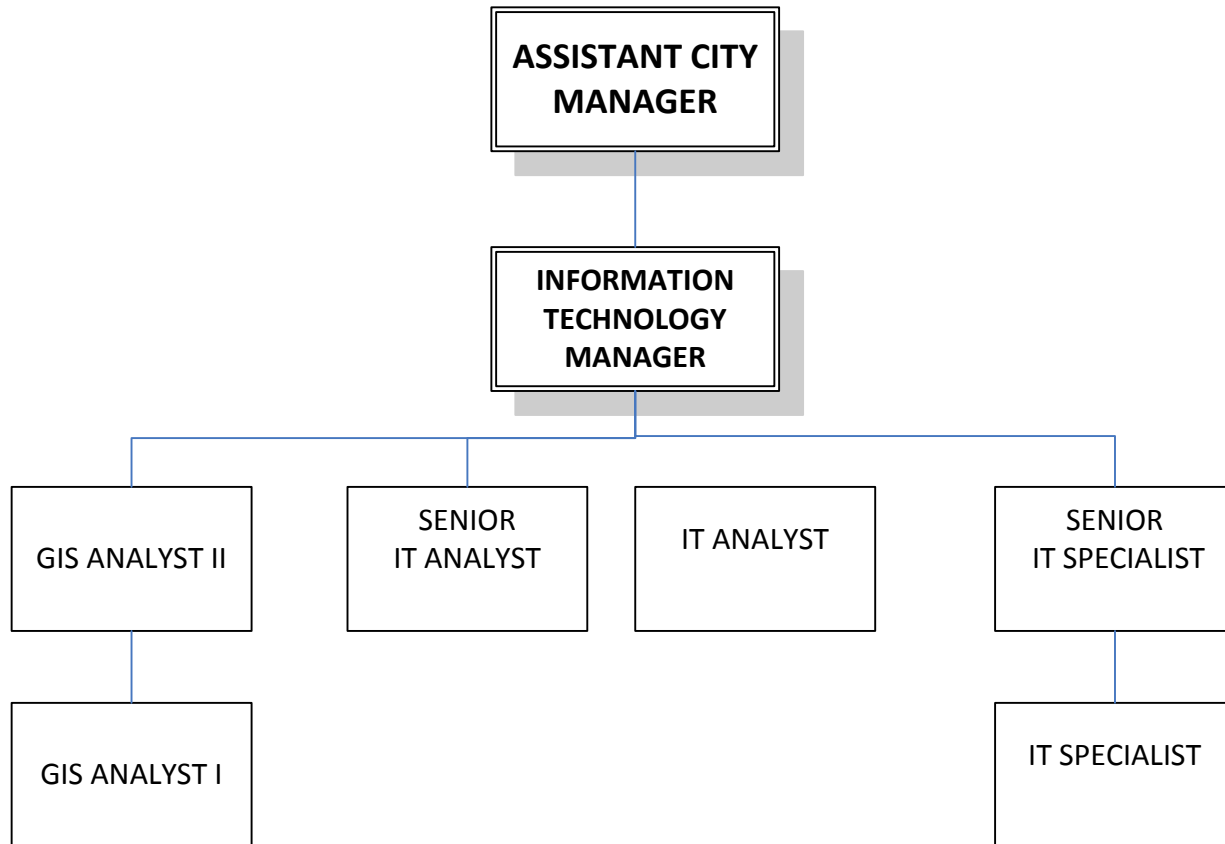 ASSISTANT CITY
MANAGER
INFORMATION
TECHNOLOGY
MANAGER
GIS ANALYST II
SENIOR
IT ANALYST
IT ANALYST
SENIOR
IT SPECIALIST
GIS ANALYST I
IT SPECIALIST